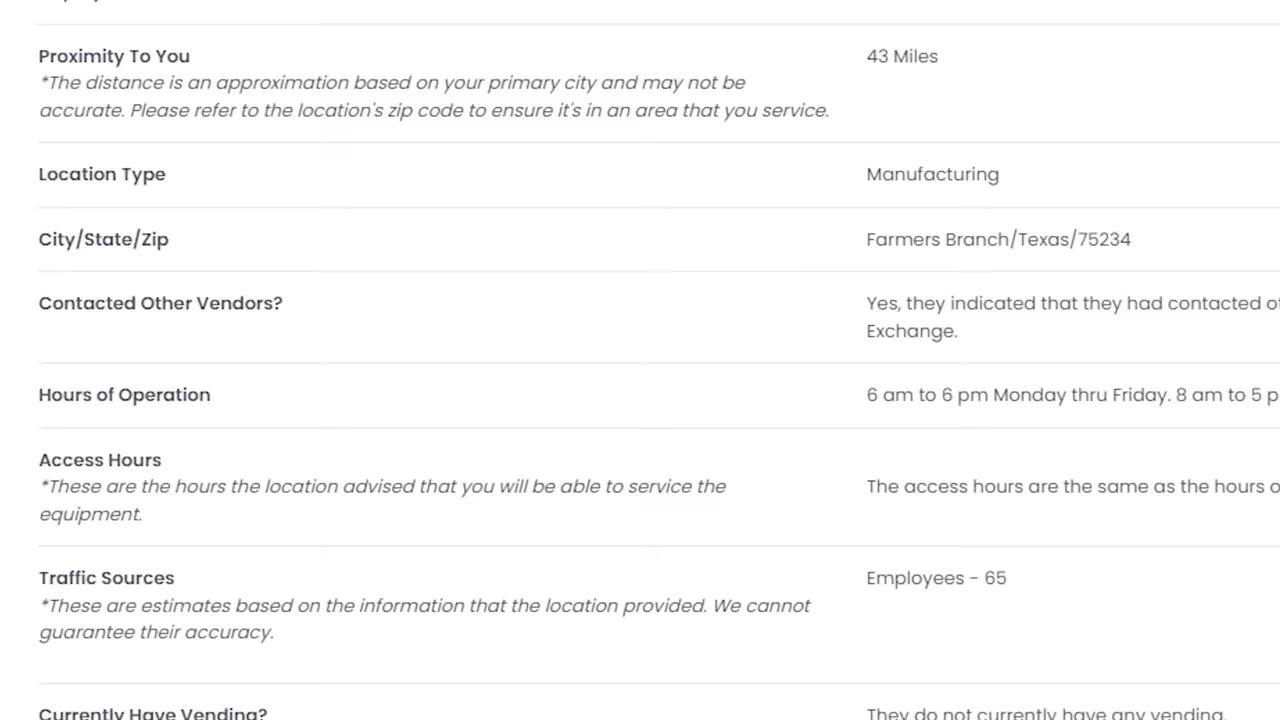 Proximity To You
43 Miles
*The distance is an approximation based on your primary city and may not be
accurate. Please refer to the location's zip code to ensure it's in an area that you service.
Location Type
Manufacturing
City/State/Zip
Farmers Branch/Texas/75234
Contacted Other Vendors?
Yes, they indicated that they had contacted
Exchange.
Hours of Operation
6 am to 6 pm Monday thru Friday. 8 am to 5
Access Hours
*These are the hours the location advised that you will be able to service the
equipment.
The access hours are the same as the hours
Traffic Sources
Employees - 65
*These are estimates based on the information that the location provided. We cannot
guarantee their accuracy.
Currently Have Vending?
They do not currently have any vending.